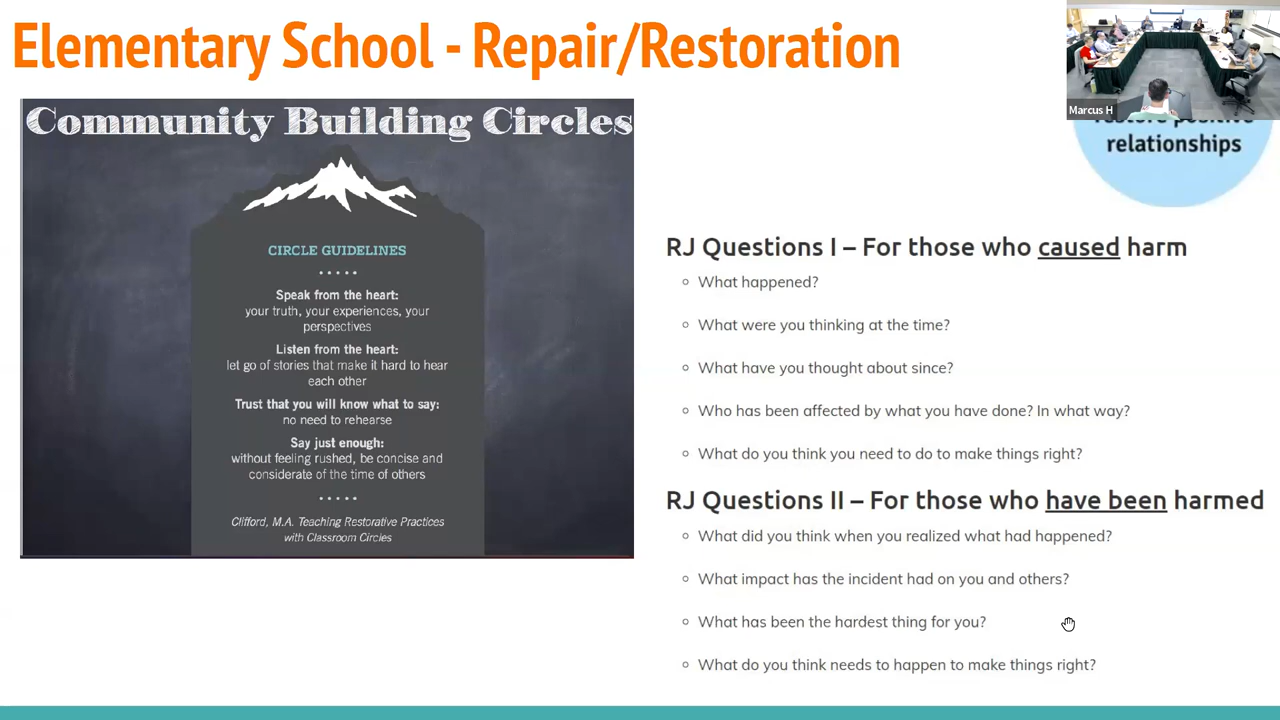 Elementary School - Repair/Restoration
Marcus H
relationships
Community Building Circles
CIRCLE GUIDELINES
Speak from the heart:
your truth, your experiences, your
perspectives
Listen from the heart:
let go of stories that make it hard to hear
each other
Trust that you will know what to say:
no need to rehearse
Say just enough:
without feeling rushed, be concise and
considerate of the time of others
Clifford, M.A. Teaching Restorative Practices
with Classroom Circles
RJ Questions I – For those who caused harm
What happened?
What were you thinking at the time?
What have you thought about since?
Who has been affected by what you have done? In what way?
What do you think you need to do to make things right?
RJ Questions II – For those who have been harmed
What did you think when you realized what had happened?
What impact has the incident had on you and others?
What has been the hardest thing for you?
What do you think needs to happen to make things right?